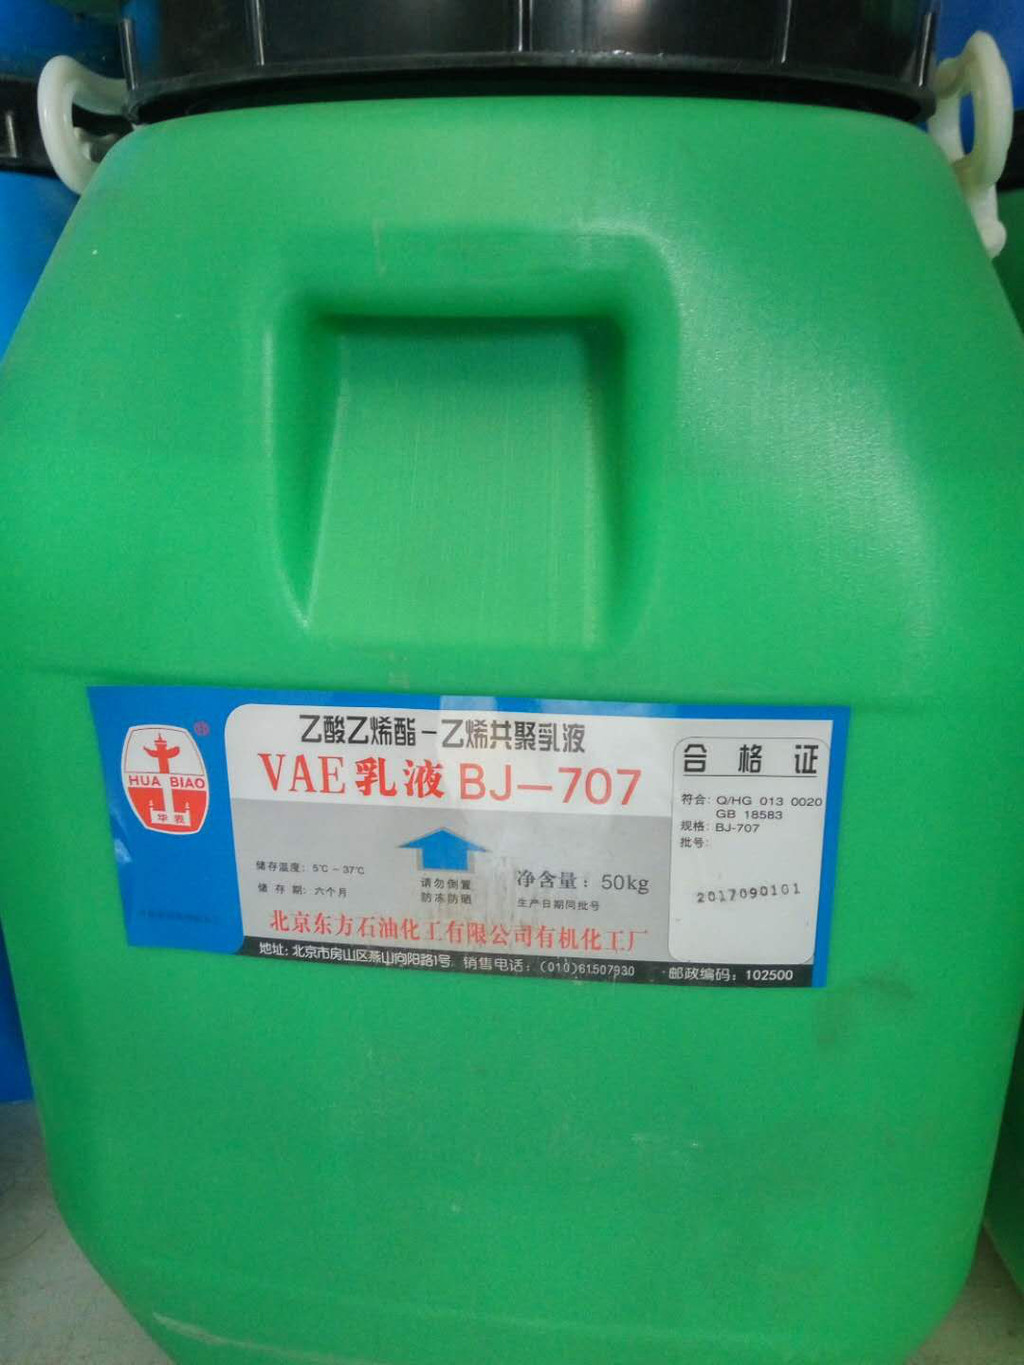 乙酸乙烯酯－乙烯共聚乳液
VAE乳液 BJ—707
HUA BIAO
华表
储存温度：5℃－37℃
储 存 期：六个月
请勿倒置
防冻防晒
净含量：50kg
生产日期同批号
北京东方石油化工有限公司有机化工厂
地址：北京市房山区燕山向阳路1号 销售电话：(010)61507930 邮政编码：102500
合 格 证
符合：Q/HG 013 0020
GB 18583
规格：BJ-707
批号：
2017090101